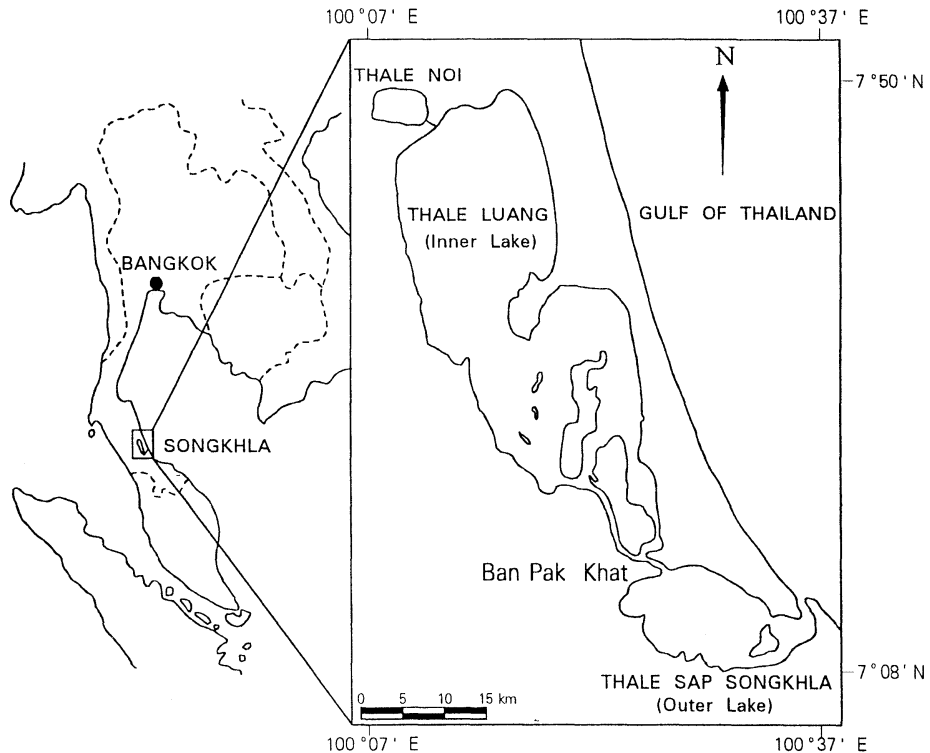 100°07' E
100°37' E
THALE NOI
7°50'N
N
THALE LUANG
(Inner Lake)
GULF OF THAILAND
BANGKOK
SONGKHLA
Ban Pak Khat
7°08'N
THALE SAP SONGKHLA
(Outer Lake)
0 5 10 15 km
100°07' E
100°37' E